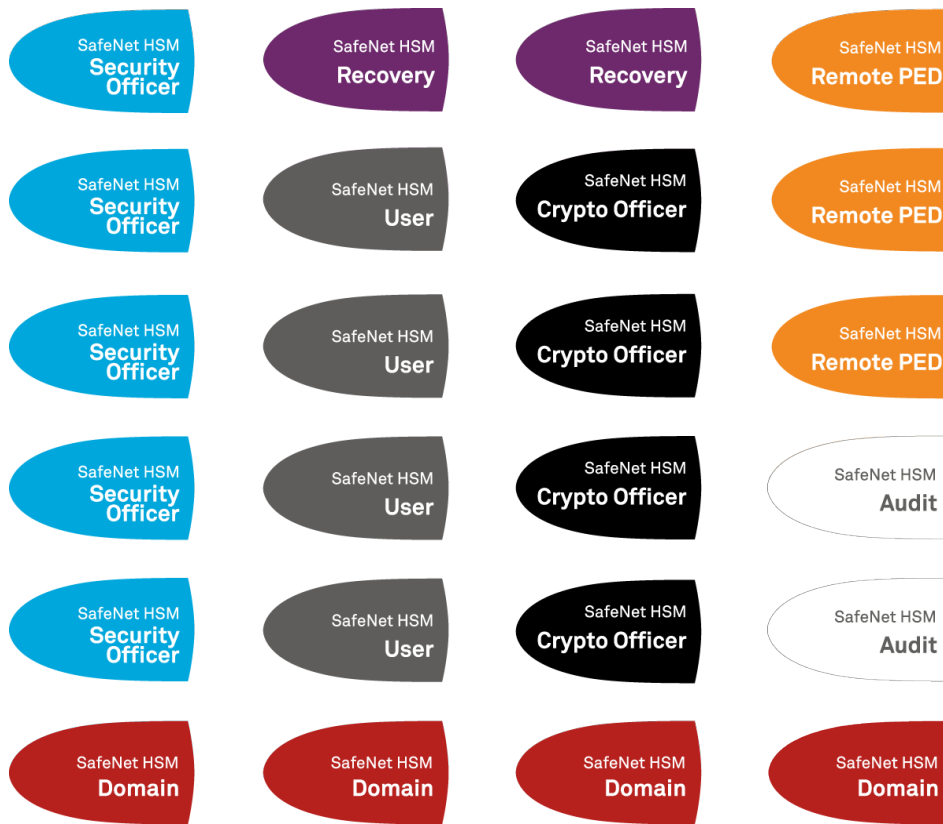 SafeNet HSM
Security
Officer
SafeNet HSM
Recovery
SafeNet HSM
Recovery
SafeNet HSM
Remote PED
SafeNet HSM
Security
Officer
SafeNet HSM
User
SafeNet HSM
Crypto Officer
SafeNet HSM
Remote PED
SafeNet HSM
Security
Officer
SafeNet HSM
User
SafeNet HSM
Crypto Officer
SafeNet HSM
Remote PED
SafeNet HSM
Security
Officer
SafeNet HSM
User
SafeNet HSM
Crypto Officer
SafeNet HSM
Audit
SafeNet HSM
Security
Officer
SafeNet HSM
User
SafeNet HSM
Crypto Officer
SafeNet HSM
Audit
SafeNet HSM
Domain
SafeNet HSM
Domain
SafeNet HSM
Domain
SafeNet HSM
Domain